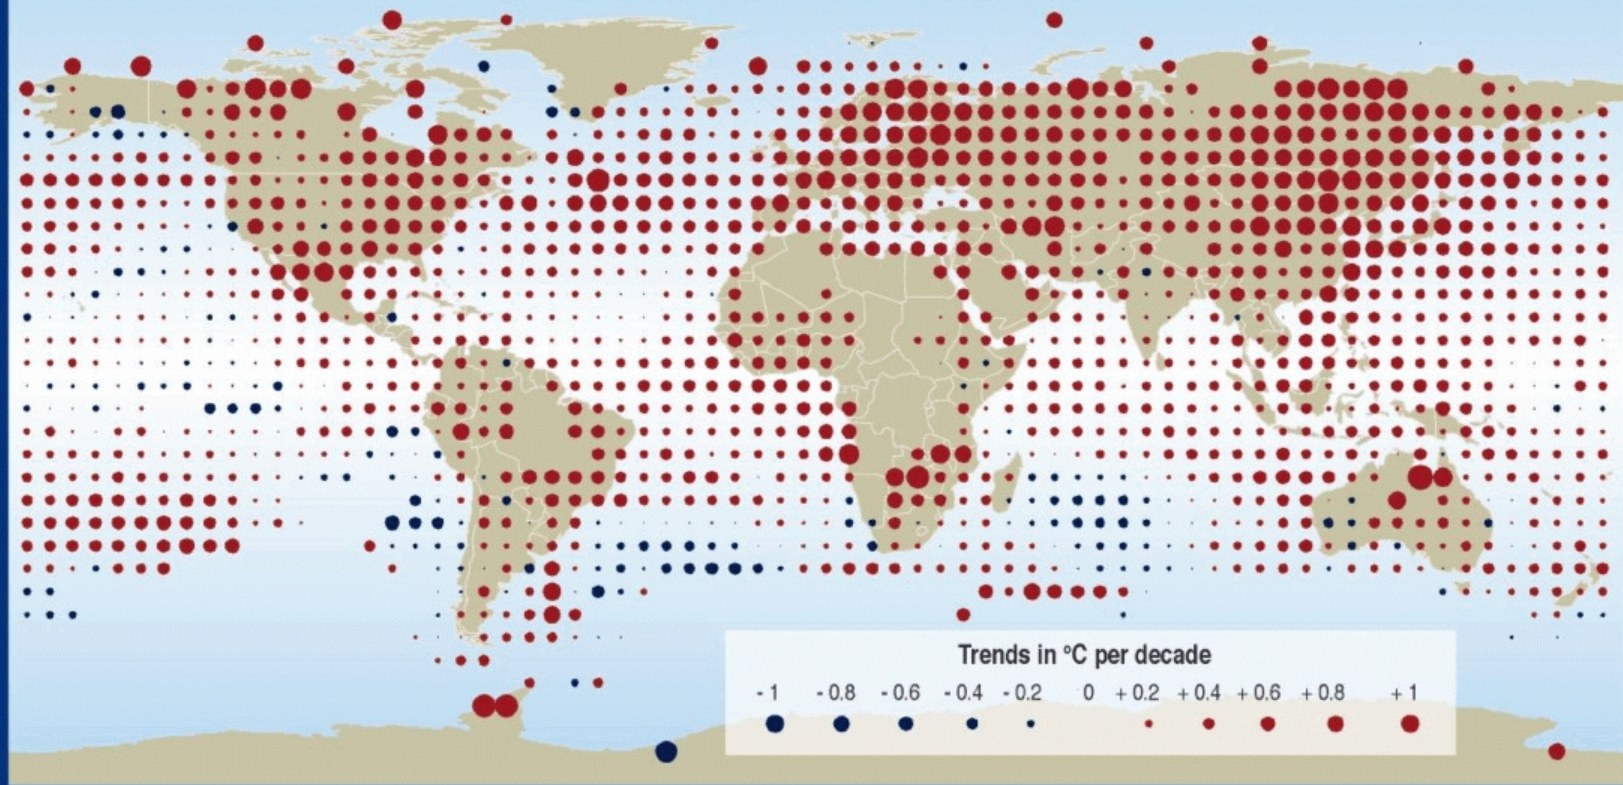 Trends in °C per decade
- 1 - 0.8 - 0.6 - 0.4 - 0.2 0 + 0.2 + 0.4 + 0.6 + 0.8 + 1